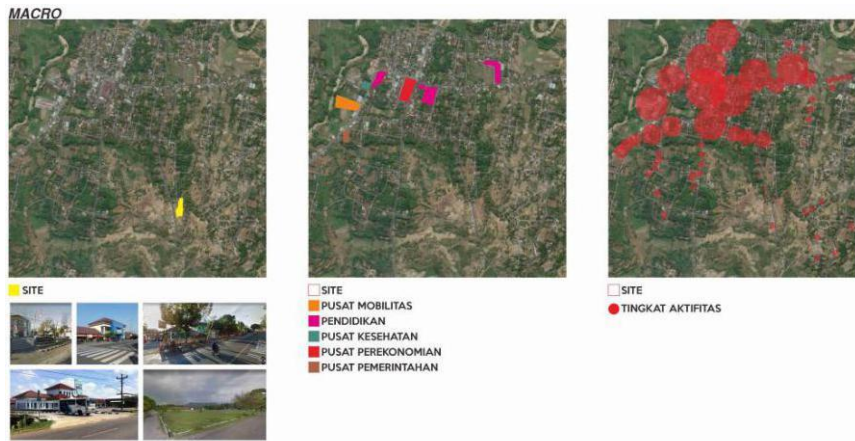 MACRO
SITE
SITE
PUSAT MOBILITAS
PENDIDIKAN
PUSAT KESEHATAN
PUSAT PEREKONOMIAN
PUSAT PEMERINTAHAN
SITE
TINGKAT AKTIFITAS